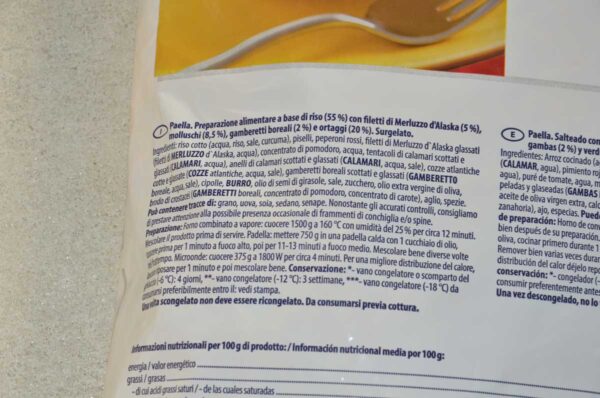 I
Paella. Preparazione alimentare a base di riso (55 %) con filetti di Merluzzo d'Alaska (5 %),
molluschi (8,5 %), gamberetti boreali (2 %) e ortaggi (20 %). Surgelato.
Ingredienti: riso cotto (acqua, riso, sale, curcuma), piselli, peperoni rossi, filetti di Merluzzo d´Alaska glassati
(filetti di MERLUZZO d´Alaska, acqua), concentrato di pomodoro, acqua, tentacoli di calamari scottati e
glassati (CALAMARI, acqua), anelli di calamari scottati e glassati (CALAMARI, acqua, sale), cozze atlantiche
cotte e glassate (COZZE atlantiche, acqua, sale), gamberetti boreali scottati e glassati (GAMBERETTO
boreale, acqua, sale), cipolle, BURRO, olio di semi di girasole, sale, zucchero, olio extra vergine di oliva,
brodo di crostacei (GAMBERETTI boreali, concentrato di pomodoro, concentrato di carote), aglio, spezie.
Può contenere tracce di: grano, uova, soia, sedano, senape. Nonostante gli accurati controlli, consigliamo
di prestare attenzione alla possibile presenza occasionale di frammenti di conchiglia e/o spine.
Preparazione: Forno combinato a vapore: cuocere 1500 g a 160 °C con umidità del 25 % per circa 12 minuti.
Mescolare il prodotto prima di servire. Padella: mettere 750 g in una padella calda con 1 cucchiaio di olio,
prima per 1 minuto a fuoco alto, poi per 11-13 minuti a fuoco medio. Mescolare bene diverse volte
Microonde: cuocere 375 g a 1800 W per circa 4 minuti. Per una migliore distribuzione del calore,
riposare per 1 minuto e poi mescolare bene. Conservazione: *- vano congelatore o scomparto del
(-6 °C): 4 giorni, **- vano congelatore (-12 °C): 3 settimane, ***- vano congelatore (-18 °C) da
consumarsi preferibilmente entro il: vedi stampa.
Una volta scongelato non deve essere ricongelato. Da consumarsi previa cottura.
E
Paella. Salteado con
gambas (2 %) y verd
Ingredientes: Arroz cocinado (a
(CALAMAR, agua), pimiento roj
agua), puré de tomate, agua,
peladas y glaseadas (GAMBAS
aceite de oliva virgen extra, cal
zanahoria), ajo, especias. Puede
de preparación: Horno de conv
bien después de su preparación.
oliva, cocinar primero durante 1
Remover bien varias veces duran
distribución del calor déjelo repo
conservación: *- congelador (-
consumir preferentemente antes
Una vez descongelado, no lo
Informazioni nutrizionali per 100 g di prodotto: / Información nutricional media por 100 g:
energia / valor energético
grassi / grasas
- di cui acidi grassi saturi / - de las cuales saturadas